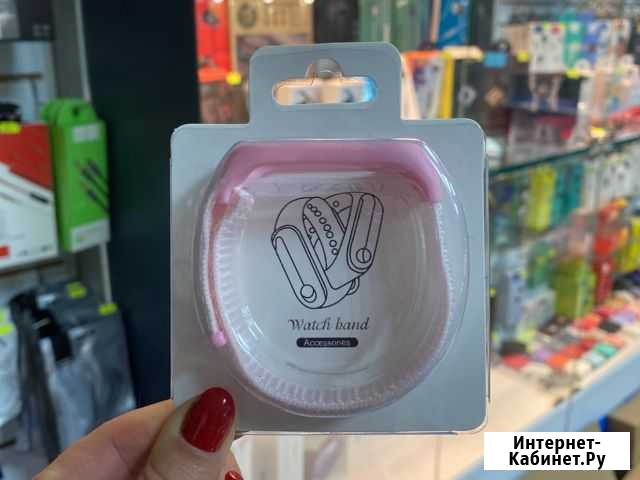 Watch band
Accessories
Интернет-
Кабинет.Ру